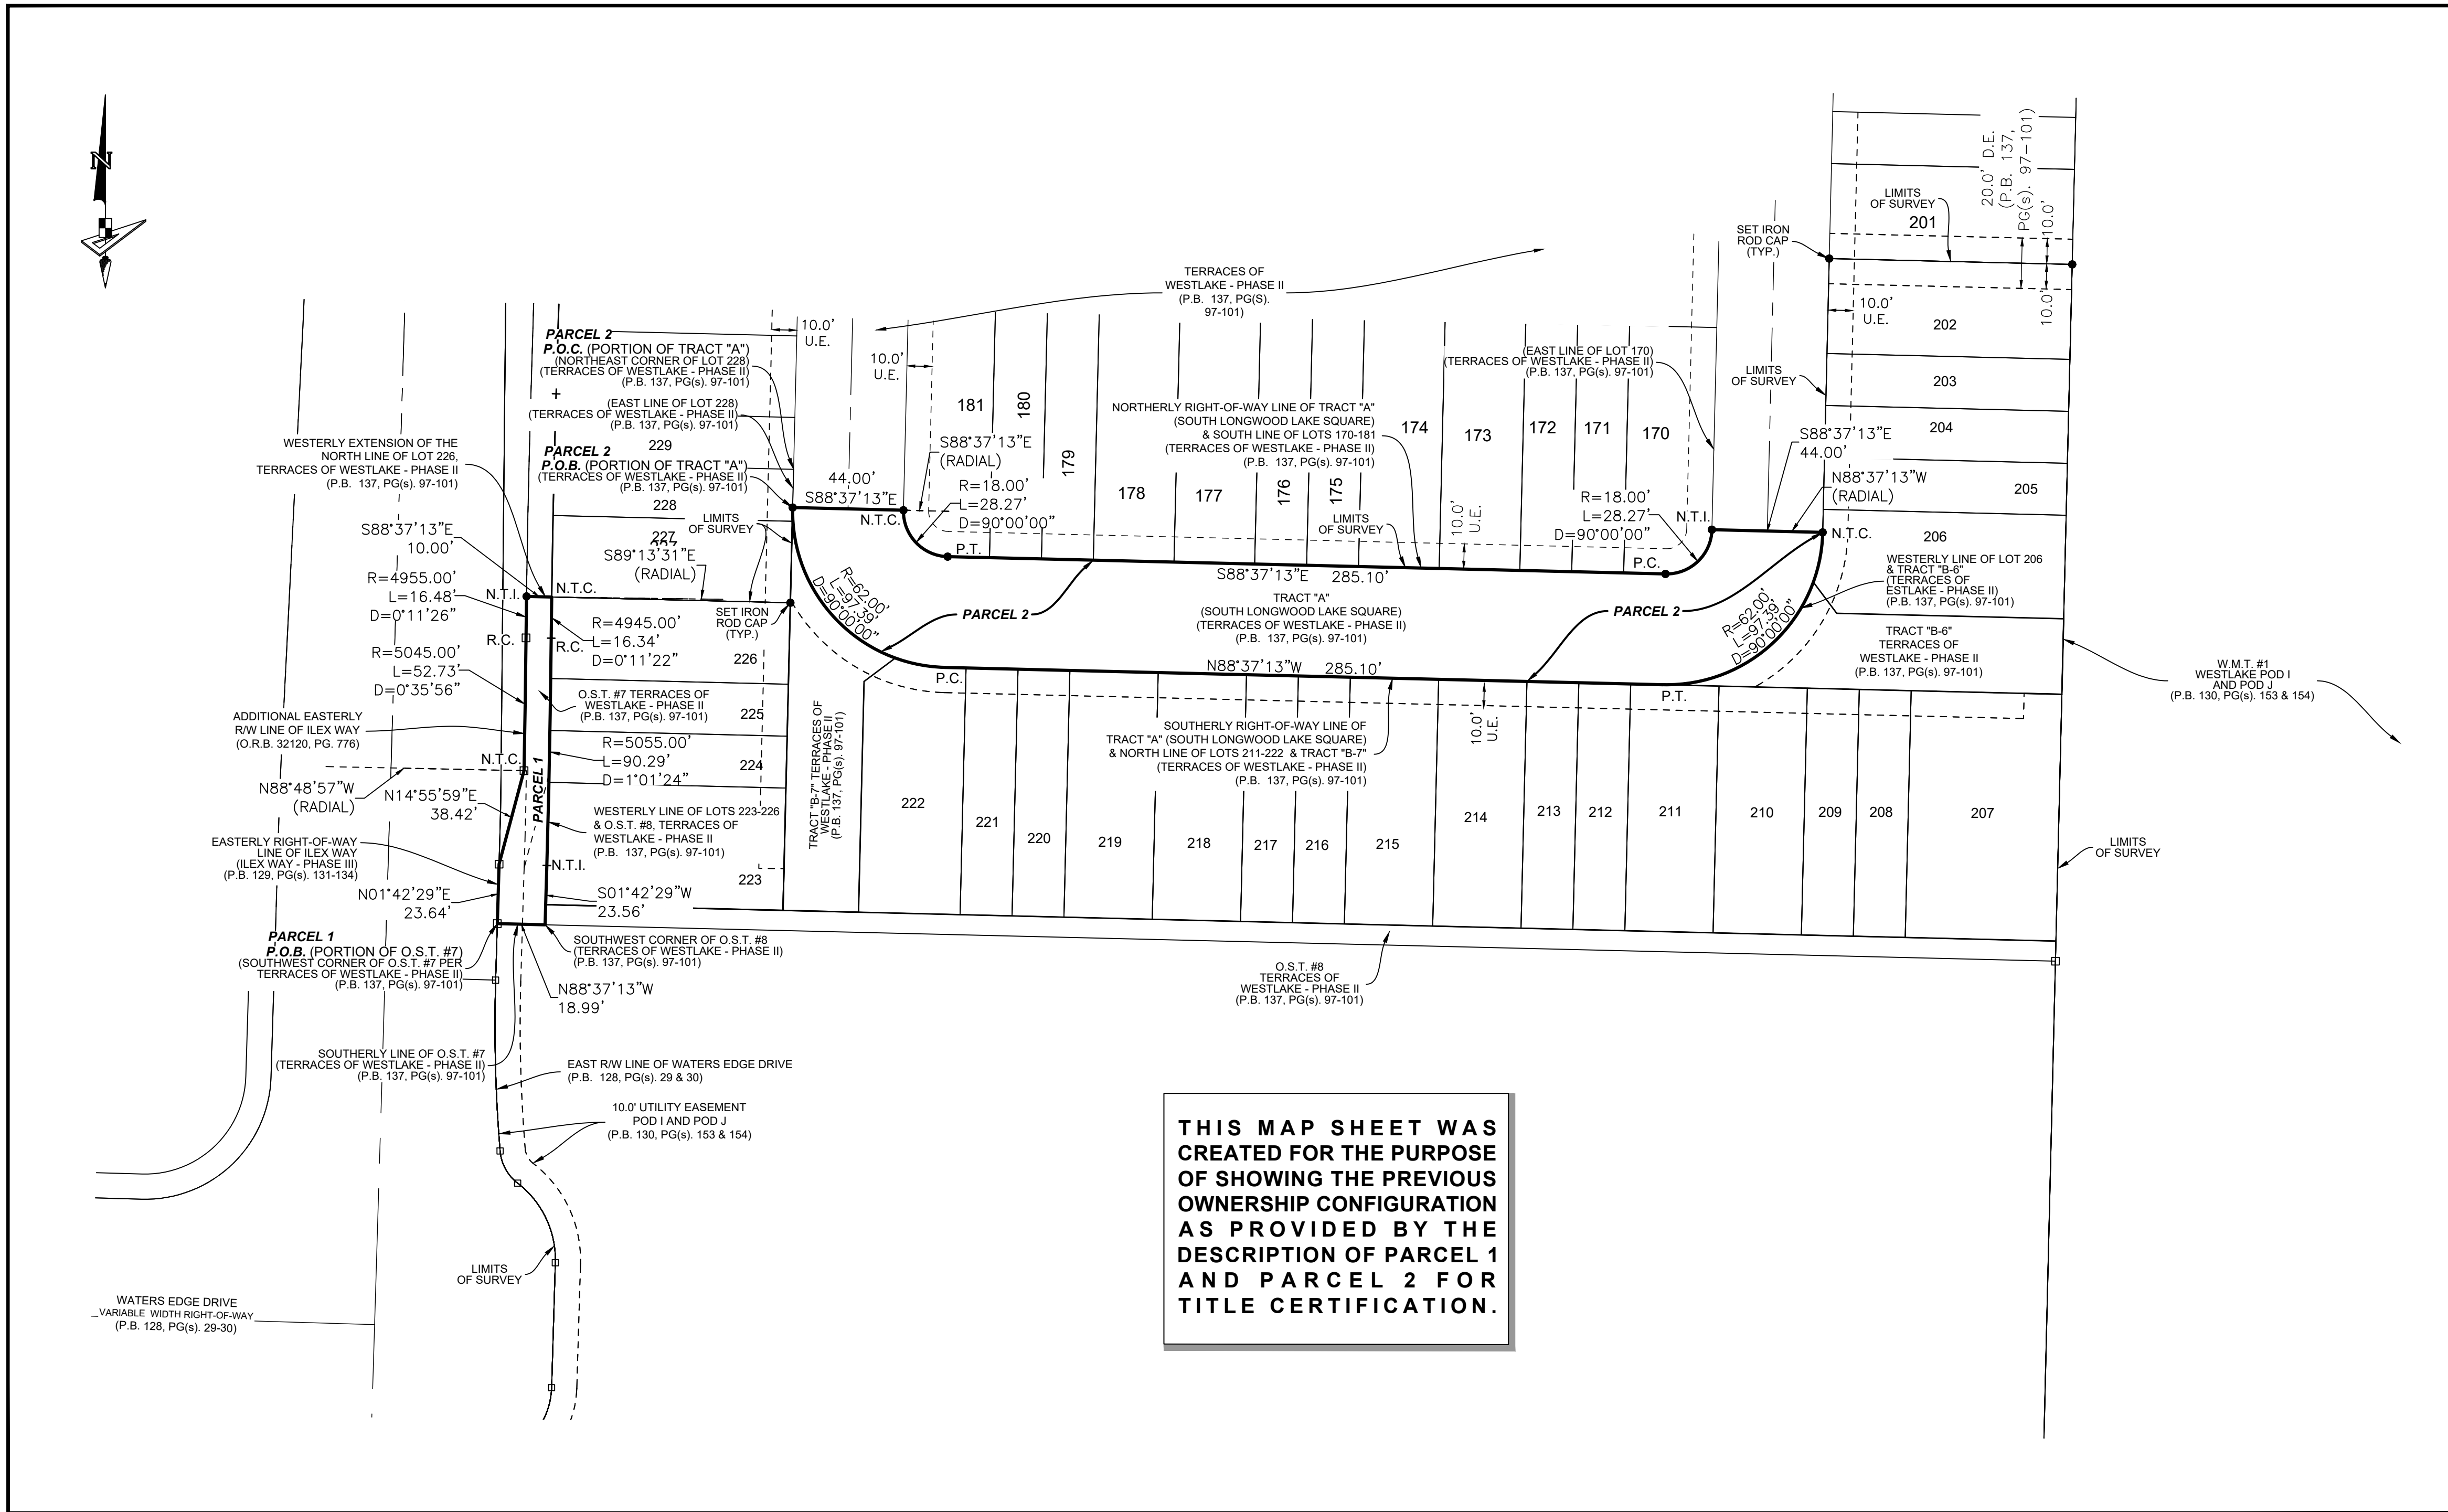 N
PARCEL 2
P.O.C. (PORTION OF TRACT "A")
(NORTHEAST CORNER OF LOT 228)
(TERRACES OF WESTLAKE - PHASE II)
(P.B. 137, PG(s). 97-101)
(EAST LINE OF LOT 228)
(TERRACES OF WESTLAKE - PHASE II)
(P.B. 137, PG(s). 97-101)
229
PARCEL 2
P.O.B. (PORTION OF TRACT "A")
(TERRACES OF WESTLAKE - PHASE II)
(P.B. 137, PG(s). 97-101)
228
LIMITS
OF SURVEY
227
S89°13'31"E
(RADIAL)
WESTERLY EXTENSION OF THE
NORTH LINE OF LOT 226,
TERRACES OF WESTLAKE - PHASE II
(P.B. 137, PG(s). 97-101)
S88°37'13"E
10.00'
R=4955.00'
L=16.48'
D=0°11'26"
N.T.I.
N.T.C.
R.C.
R.C.
R=4945.00'
L=16.34'
D=0°11'22"
SET IRON
ROD CAP
(TYP.)
R=5045.00'
L=52.73'
D=0°35'56"
226
O.S.T. #7 TERRACES OF
WESTLAKE - PHASE II
(P.B. 137, PG(s). 97-101)
225
ADDITIONAL EASTERLY
R/W LINE OF ILEX WAY
(O.R.B. 32120, PG. 776)
R=5055.00'
L=90.29'
D=1°01'24"
224
N.T.C.
PARCEL 1
N88°48'57"W
(RADIAL)
N14°55'59"E
38.42'
WESTERLY LINE OF LOTS 223-226
& O.S.T. #8, TERRACES OF
WESTLAKE - PHASE II
(P.B. 137, PG(s). 97-101)
EASTERLY RIGHT-OF-WAY
LINE OF ILEX WAY
(ILEX WAY - PHASE III)
(P.B. 129, PG(s). 131-134)
N.T.I.
223
N01°42'29"E
23.64'
S01°42'29"W
23.56'
PARCEL 1
P.O.B. (PORTION OF O.S.T. #7)
(SOUTHWEST CORNER OF O.S.T. #7 PER
TERRACES OF WESTLAKE - PHASE II)
(P.B. 137, PG(s). 97-101)
SOUTHWEST CORNER OF O.S.T. #8
(TERRACES OF WESTLAKE - PHASE II)
(P.B. 137, PG(s). 97-101)
N88°37'13"W
18.99'
SOUTHERLY LINE OF O.S.T. #7
(TERRACES OF WESTLAKE - PHASE II)
(P.B. 137, PG(s). 97-101)
EAST R/W LINE OF WATERS EDGE DRIVE
(P.B. 128, PG(s). 29 & 30)
10.0' UTILITY EASEMENT
POD I AND POD J
(P.B. 130, PG(s). 153 & 154)
LIMITS
OF SURVEY
WATERS EDGE DRIVE
VARIABLE WIDTH RIGHT-OF-WAY
(P.B. 128, PG(s). 29-30)
10.0'
U.E.
10.0'
U.E.
44.00'
S88°37'13"E
N.T.C.
S88°37'13"E
(RADIAL)
R=18.00'
L=28.27'
D=90°00'00"
P.T.
TERRACES OF
WESTLAKE - PHASE II
(P.B. 137, PG(S).
97-101)
181
180
179
178
177
176
175
174
173
172
171
170
NORTHERLY RIGHT-OF-WAY LINE OF TRACT "A"
(SOUTH LONGWOOD LAKE SQUARE)
& SOUTH LINE OF LOTS 170-181
(TERRACES OF WESTLAKE - PHASE II)
(P.B. 137, PG(s). 97-101)
LIMITS
OF SURVEY
10.0'
U.E.
(EAST LINE OF LOT 170)
(TERRACES OF WESTLAKE - PHASE II)
(P.B. 137, PG(s). 97-101)
R=18.00'
L=28.27'
D=90°00'00"
N.T.I.
P.C.
S88°37'13"E 285.10'
TRACT "A"
(SOUTH LONGWOOD LAKE SQUARE)
(TERRACES OF WESTLAKE - PHASE II)
(P.B. 137, PG(s). 97-101)
PARCEL 2
PARCEL 2
R=62.00'
L=97.39'
D=90°00'00"
P.C.
N88°37'13"W 285.10'
P.T.
R=62.00'
L=97.39'
D=90°00'00"
SET IRON
ROD CAP
(TYP.)
LIMITS
OF SURVEY
201
20.0' D.E.
(P.B. 137,
PG(s). 97-101)
10.0'
10.0'
10.0'
U.E.
202
203
204
205
206
LIMITS
OF SURVEY
S88°37'13"E
44.00'
N88°37'13"W
(RADIAL)
N.T.C.
WESTERLY LINE OF LOT 206
& TRACT "B-6"
(TERRACES OF
ESTLAKE - PHASE II)
(P.B. 137, PG(s). 97-101)
TRACT "B-6"
TERRACES OF
WESTLAKE - PHASE II
(P.B. 137, PG(s). 97-101)
W.M.T. #1
WESTLAKE POD I
AND POD J
(P.B. 130, PG(s). 153 & 154)
TRACT "B-7" TERRACES OF
WESTLAKE - PHASE II
(P.B. 137, PG(s). 97-101)
SOUTHERLY RIGHT-OF-WAY LINE OF
TRACT "A" (SOUTH LONGWOOD LAKE SQUARE)
& NORTH LINE OF LOTS 211-222 & TRACT "B-7"
(TERRACES OF WESTLAKE - PHASE II)
(P.B. 137, PG(s). 97-101)
10.0'
U.E.
222
221
220
219
218
217
216
215
214
213
212
211
210
209
208
207
LIMITS
OF SURVEY
O.S.T. #8
TERRACES OF
WESTLAKE - PHASE II
(P.B. 137, PG(s). 97-101)
THIS MAP SHEET WAS
CREATED FOR THE PURPOSE
OF SHOWING THE PREVIOUS
OWNERSHIP CONFIGURATION
AS PROVIDED BY THE
DESCRIPTION OF PARCEL 1
AND PARCEL 2 FOR
TITLE CERTIFICATION.